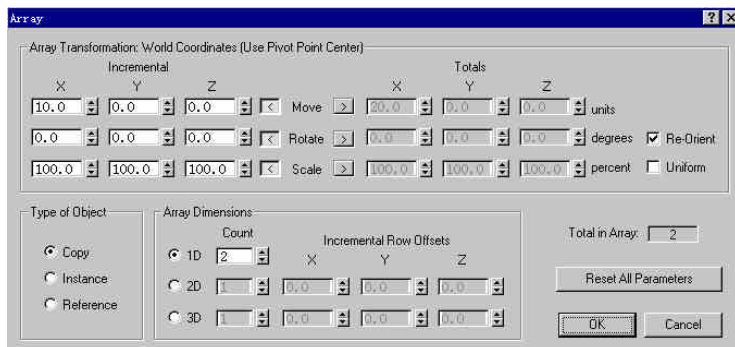 Array
Array Transformation: World Coordinates (Use Pivot Point Center)
Incremental Totals
X Y Z X Y Z
10.0 0.0 0.0 < Move > 20.0 0.0 0.0 units
0.0 0.0 0.0 < Rotate > 0.0 0.0 0.0 degrees Re-Orient
100.0 100.0 100.0 < Scale > 100.0 100.0 100.0 percent Uniform
Type of Object
Copy
Instance
Reference
Array Dimensions
Count
Incremental Row Offsets
1D 2 X Y Z
2D 1 0.0 0.0 0.0
3D 1 0.0 0.0 0.0
Total in Array: 2
Reset All Parameters
OK Cancel